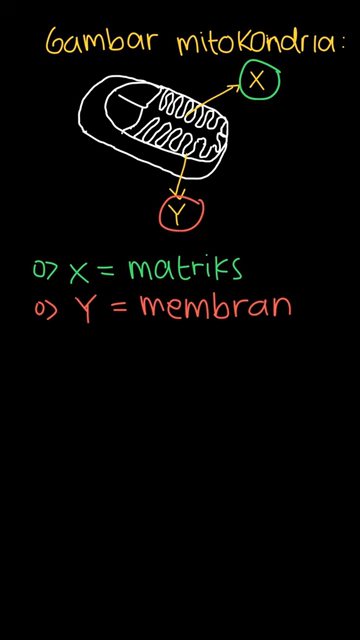 Gambar mitokondria:
X
Y
o> X = matriks
o> Y = membran